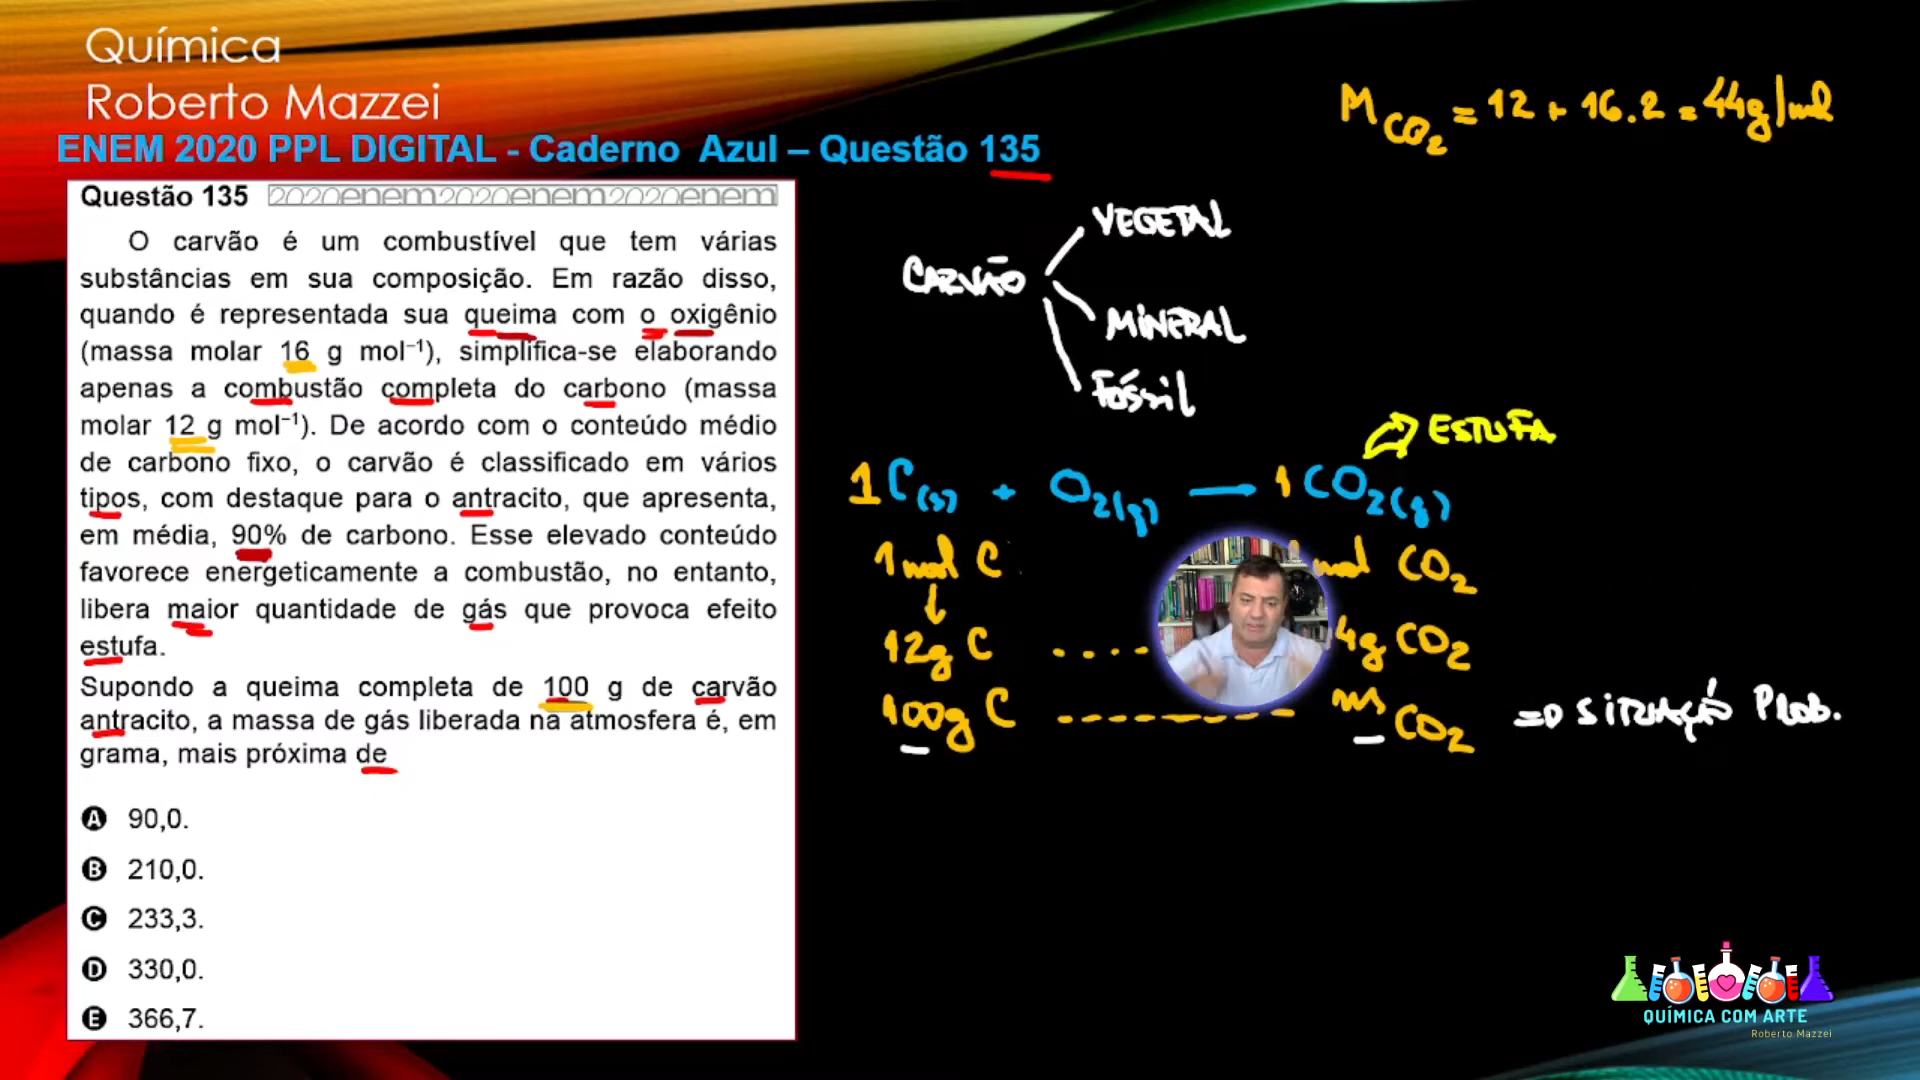 Química
Roberto Mazzei
ENEM 2020 PPL DIGITAL - Caderno Azul – Questão 135
Questão 135 2020enem2020enem2020enem
O carvão é um combustível que tem várias
substâncias em sua composição. Em razão disso,
quando é representada sua queima com o oxigênio
(massa molar 16 g mol⁻¹), simplifica-se elaborando
apenas a combustão completa do carbono (massa
molar 12 g mol⁻¹). De acordo com o conteúdo médio
de carbono fixo, o carvão é classificado em vários
tipos, com destaque para o antracito, que apresenta,
em média, 90% de carbono. Esse elevado conteúdo
favorece energeticamente a combustão, no entanto,
libera maior quantidade de gás que provoca efeito
estufa.
Supondo a queima completa de 100 g de carvão
antracito, a massa de gás liberada na atmosfera é, em
grama, mais próxima de
A 90,0.
B 210,0.
C 233,3.
D 330,0.
E 366,7.
M CO₂ = 12 + 16.2 = 44g/mol
CARVÃO
VEGETAL
MINERAL
FÓSSIL
ESTUFA
1 C(s) + O₂(g) → 1 CO₂(g)
1 mol C mol CO₂
12g C .... 4g CO₂
100g C --------- m CO₂ => SITUAÇÃO PROB.
QUÍMICA COM ARTE
Roberto Mazzei